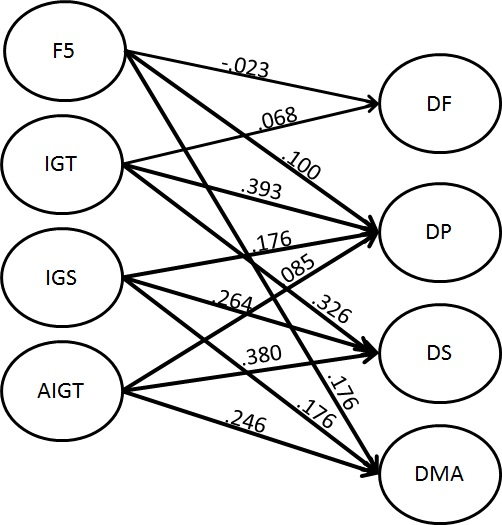 F5
-.023
DF
.068
IGT
.100
.393
DP
.176
085
IGS
.264
.326
DS
.380
AIGT
.176
.176
.246
DMA